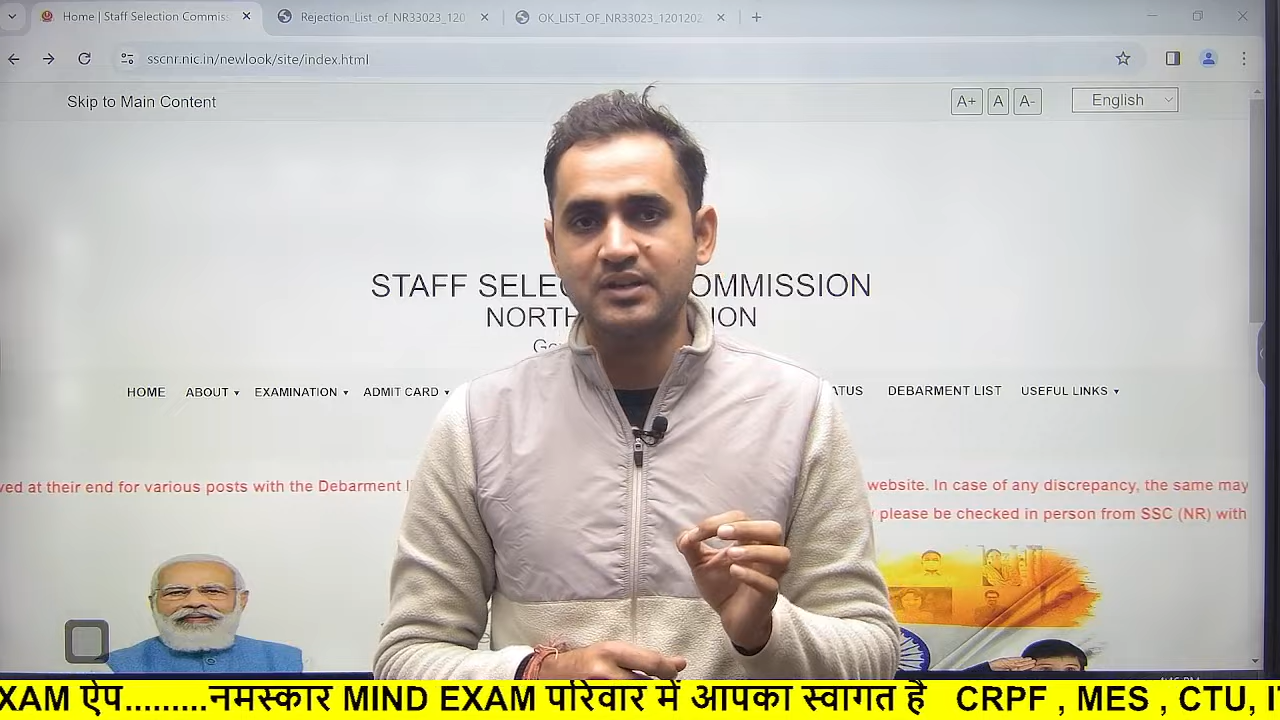 Home | Staff Selection Commiss
Rejection_List_of_NR33023_120
OK_LIST_OF_NR33023_1201202
sscnr.nic.in/newlook/site/index.html
Skip to Main Content
A+ A A-
English
STAFF SELEC OMMISSION
NORTH ION
Go
HOME ABOUT EXAMINATION ADMIT CARD ATUS DEBARMENT LIST USEFUL LINKS
ved at their end for various posts with the Debarment l website. In case of any discrepancy, the same may
please be checked in person from SSC (NR) with
XAM ऐप.........नमस्कार MIND EXAM परिवार में आपका स्वागत है CRPF , MES , CTU, I